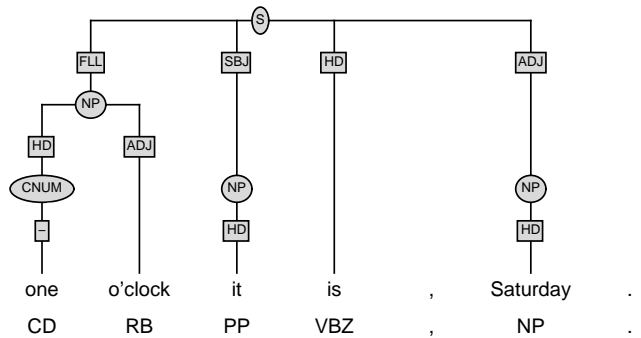 S
FLL SBJ HD ADJ
NP
HD ADJ
CNUM NP NP
– HD HD
one o'clock it is , Saturday .
CD RB PP VBZ , NP .